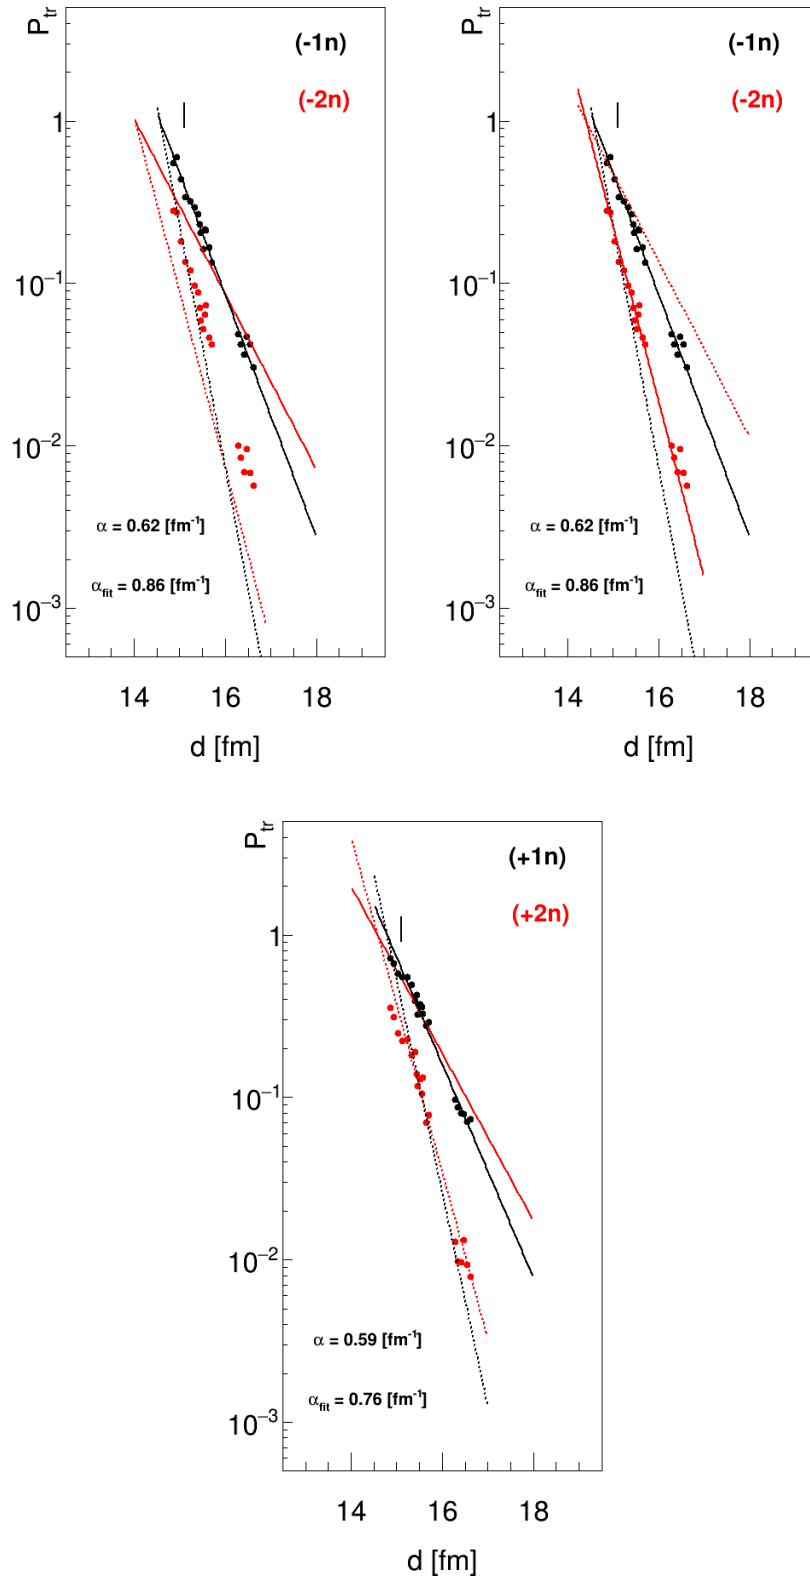 P_tr
(-1n)
(-2n)
1
10⁻¹
10⁻²
10⁻³
α = 0.62 [fm⁻¹]
α_fit = 0.86 [fm⁻¹]
14 16 18
d [fm]
P_tr
(-1n)
(-2n)
1
10⁻¹
10⁻²
10⁻³
α = 0.62 [fm⁻¹]
α_fit = 0.86 [fm⁻¹]
14 16 18
d [fm]
P_tr
(+1n)
(+2n)
1
10⁻¹
10⁻²
10⁻³
α = 0.59 [fm⁻¹]
α_fit = 0.76 [fm⁻¹]
14 16 18
d [fm]